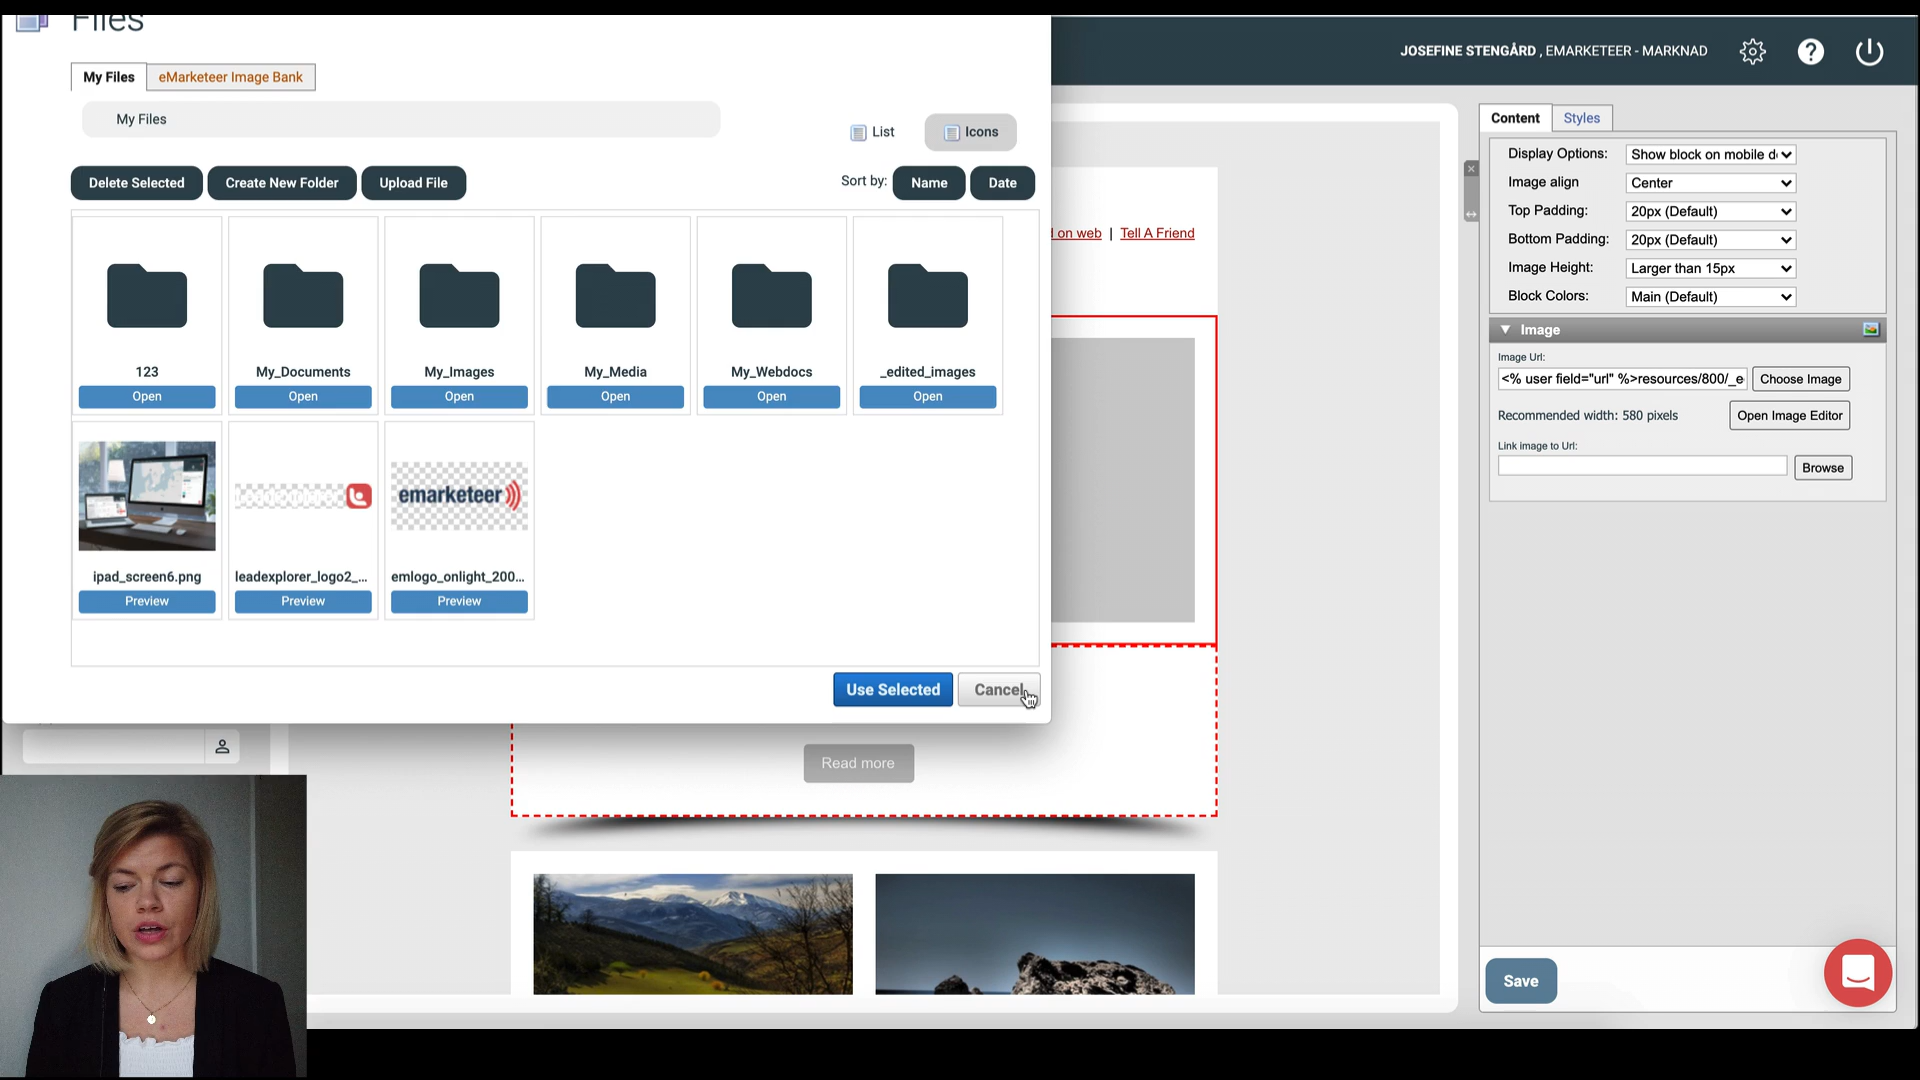 Files
JOSEFINE STENGÅRD , EMARKETEER - MARKNAD
My Files
eMarketeer Image Bank
My Files
List
Icons
Delete Selected
Create New Folder
Upload File
Sort by:
Name
Date
123
My_Documents
My_Images
My_Media
My_Webdocs
_edited_images
Open
Open
Open
Open
Open
Open
leadexplorer
emarketeer
ipad_screen6.png
leadexplorer_logo2_...
emlogo_onlight_200...
Preview
Preview
Preview
Use Selected
Cancel
on web | Tell A Friend
Read more
Content
Styles
Display Options:
Show block on mobile d
Image align
Center
Top Padding:
20px (Default)
Bottom Padding:
20px (Default)
Image Height:
Larger than 15px
Block Colors:
Main (Default)
Image
Image Url:
<% user field="url" %>resources/800/_e
Choose Image
Recommended width: 580 pixels
Open Image Editor
Link image to Url:
Browse
Save